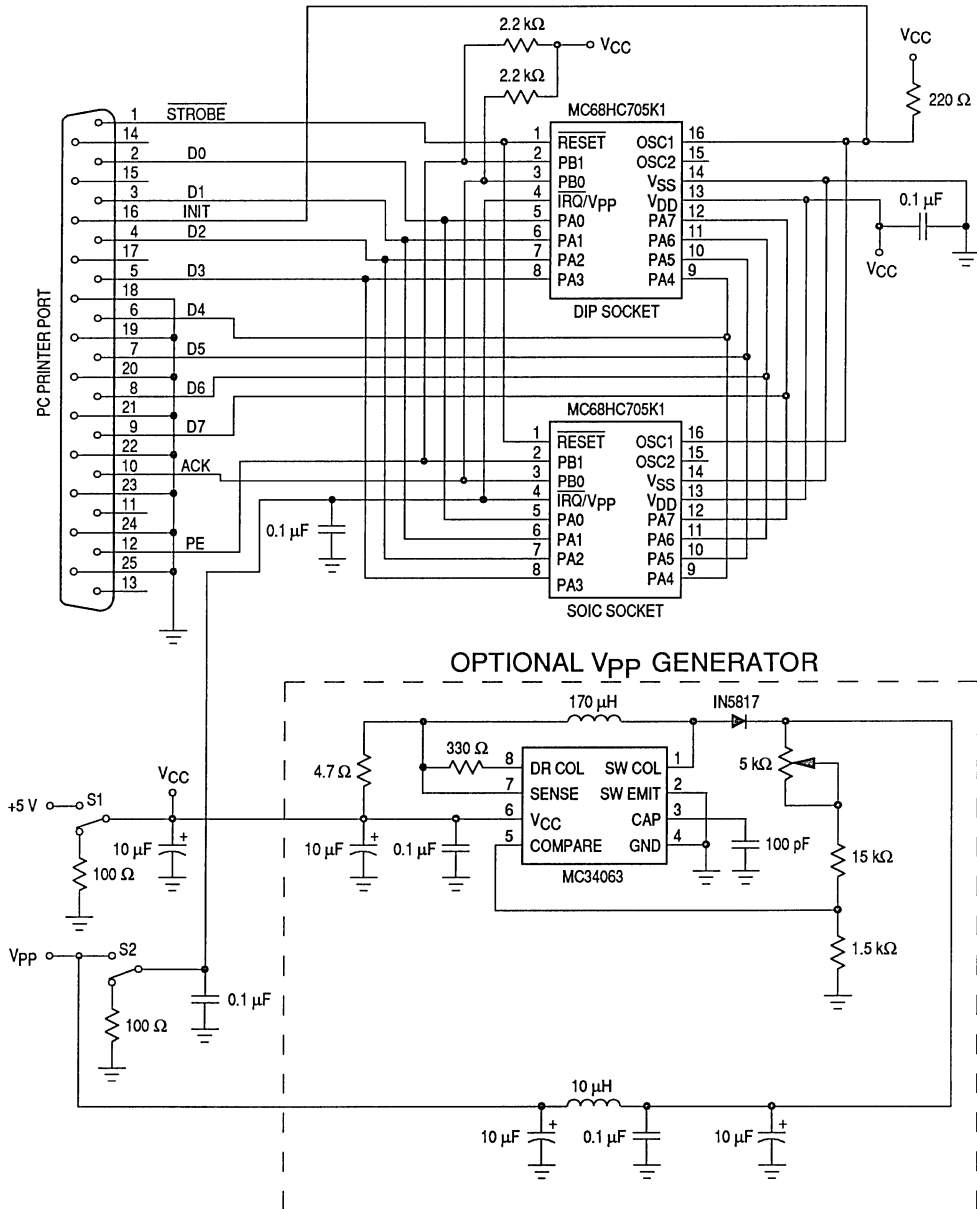 2.2 kΩ
VCC
2.2 kΩ
VCC
220 Ω
PC PRINTER PORT
1 STROBE
14
2 D0
15
3 D1
16 INIT
4 D2
17
5 D3
18
6 D4
19
7 D5
20
8 D6
21
9 D7
22
10 ACK
23
11
24
12 PE
25
13
MC68HC705K1
1 RESET OSC1 16
2 PB1 OSC2 15
3 PB0 VSS 14
4 IRQ/VPP VDD 13
5 PA0 PA7 12
6 PA1 PA6 11
7 PA2 PA5 10
8 PA3 PA4 9
DIP SOCKET
0.1 µF
VCC
MC68HC705K1
1 RESET OSC1 16
2 PB1 OSC2 15
3 PB0 VSS 14
4 IRQ/VPP VDD 13
5 PA0 PA7 12
6 PA1 PA6 11
7 PA2 PA5 10
8 PA3 PA4 9
SOIC SOCKET
0.1 µF
OPTIONAL VPP GENERATOR
170 µH
IN5817
4.7 Ω
330 Ω
8 DR COL SW COL 1
7 SENSE SW EMIT 2
6 VCC CAP 3
5 COMPARE GND 4
MC34063
5 kΩ
100 pF
15 kΩ
1.5 kΩ
VCC
+5 V
S1
10 µF +
100 Ω
10 µF +
0.1 µF
VPP
S2
100 Ω
0.1 µF
10 µH
10 µF +
0.1 µF
10 µF +